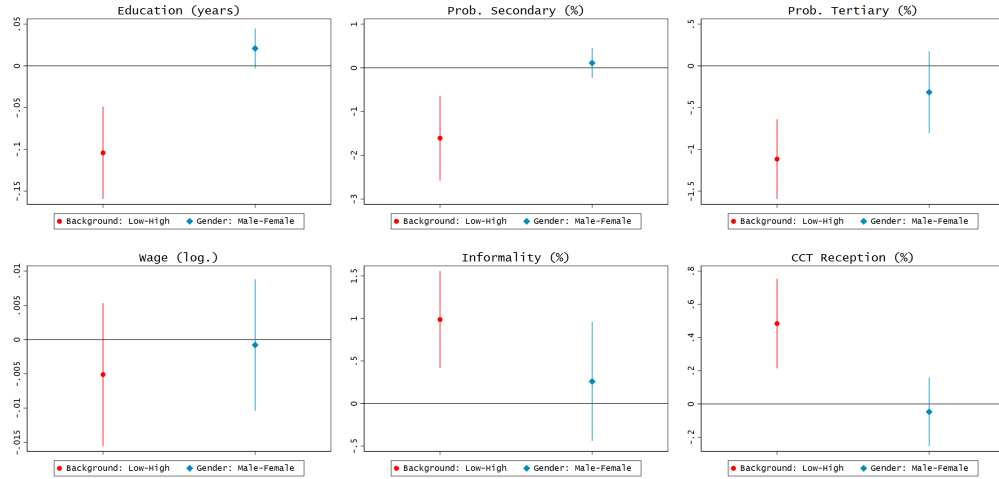 Education (years)
.05
0
-.05
-.1
-.15
Background: Low-High Gender: Male-Female
Prob. Secondary (%)
1
0
-1
-2
-3
Background: Low-High Gender: Male-Female
Prob. Tertiary (%)
.5
0
-.5
-1
-1.5
Background: Low-High Gender: Male-Female
Wage (log.)
.01
.005
0
-.005
-.01
-.015
Background: Low-High Gender: Male-Female
Informality (%)
1.5
1
.5
0
-.5
Background: Low-High Gender: Male-Female
CCT Reception (%)
.8
.6
.4
.2
0
-.2
Background: Low-High Gender: Male-Female